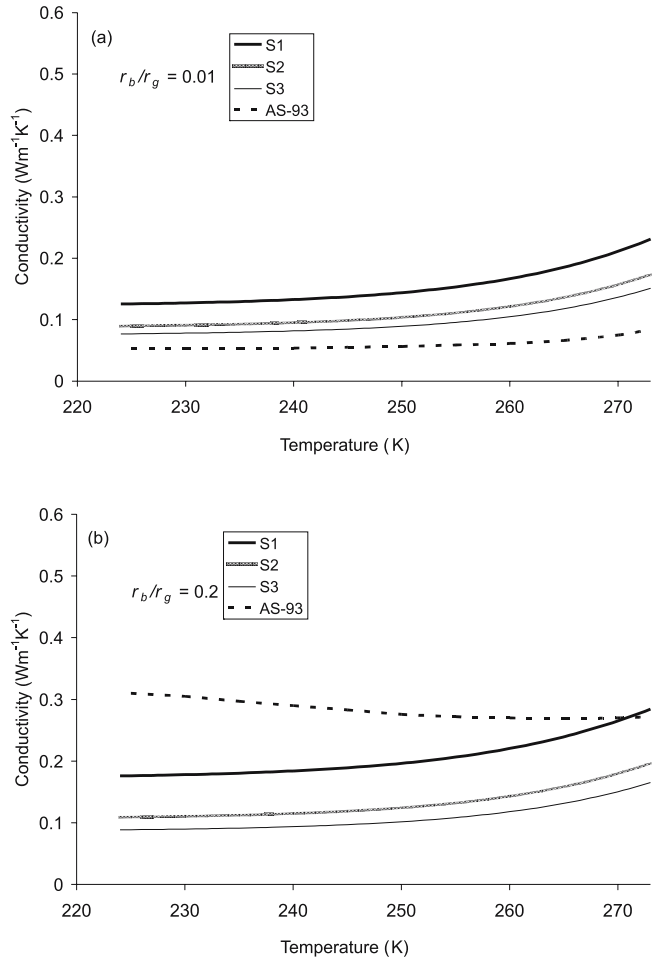 (a)
r_b/r_g = 0.01
S1
S2
S3
AS-93
Conductivity (Wm⁻¹K⁻¹)
0.6
0.5
0.4
0.3
0.2
0.1
0
220 230 240 250 260 270
Temperature (K)
(b)
r_b/r_g = 0.2
S1
S2
S3
AS-93
Conductivity (Wm⁻¹K⁻¹)
0.6
0.5
0.4
0.3
0.2
0.1
0
220 230 240 250 260 270
Temperature (K)